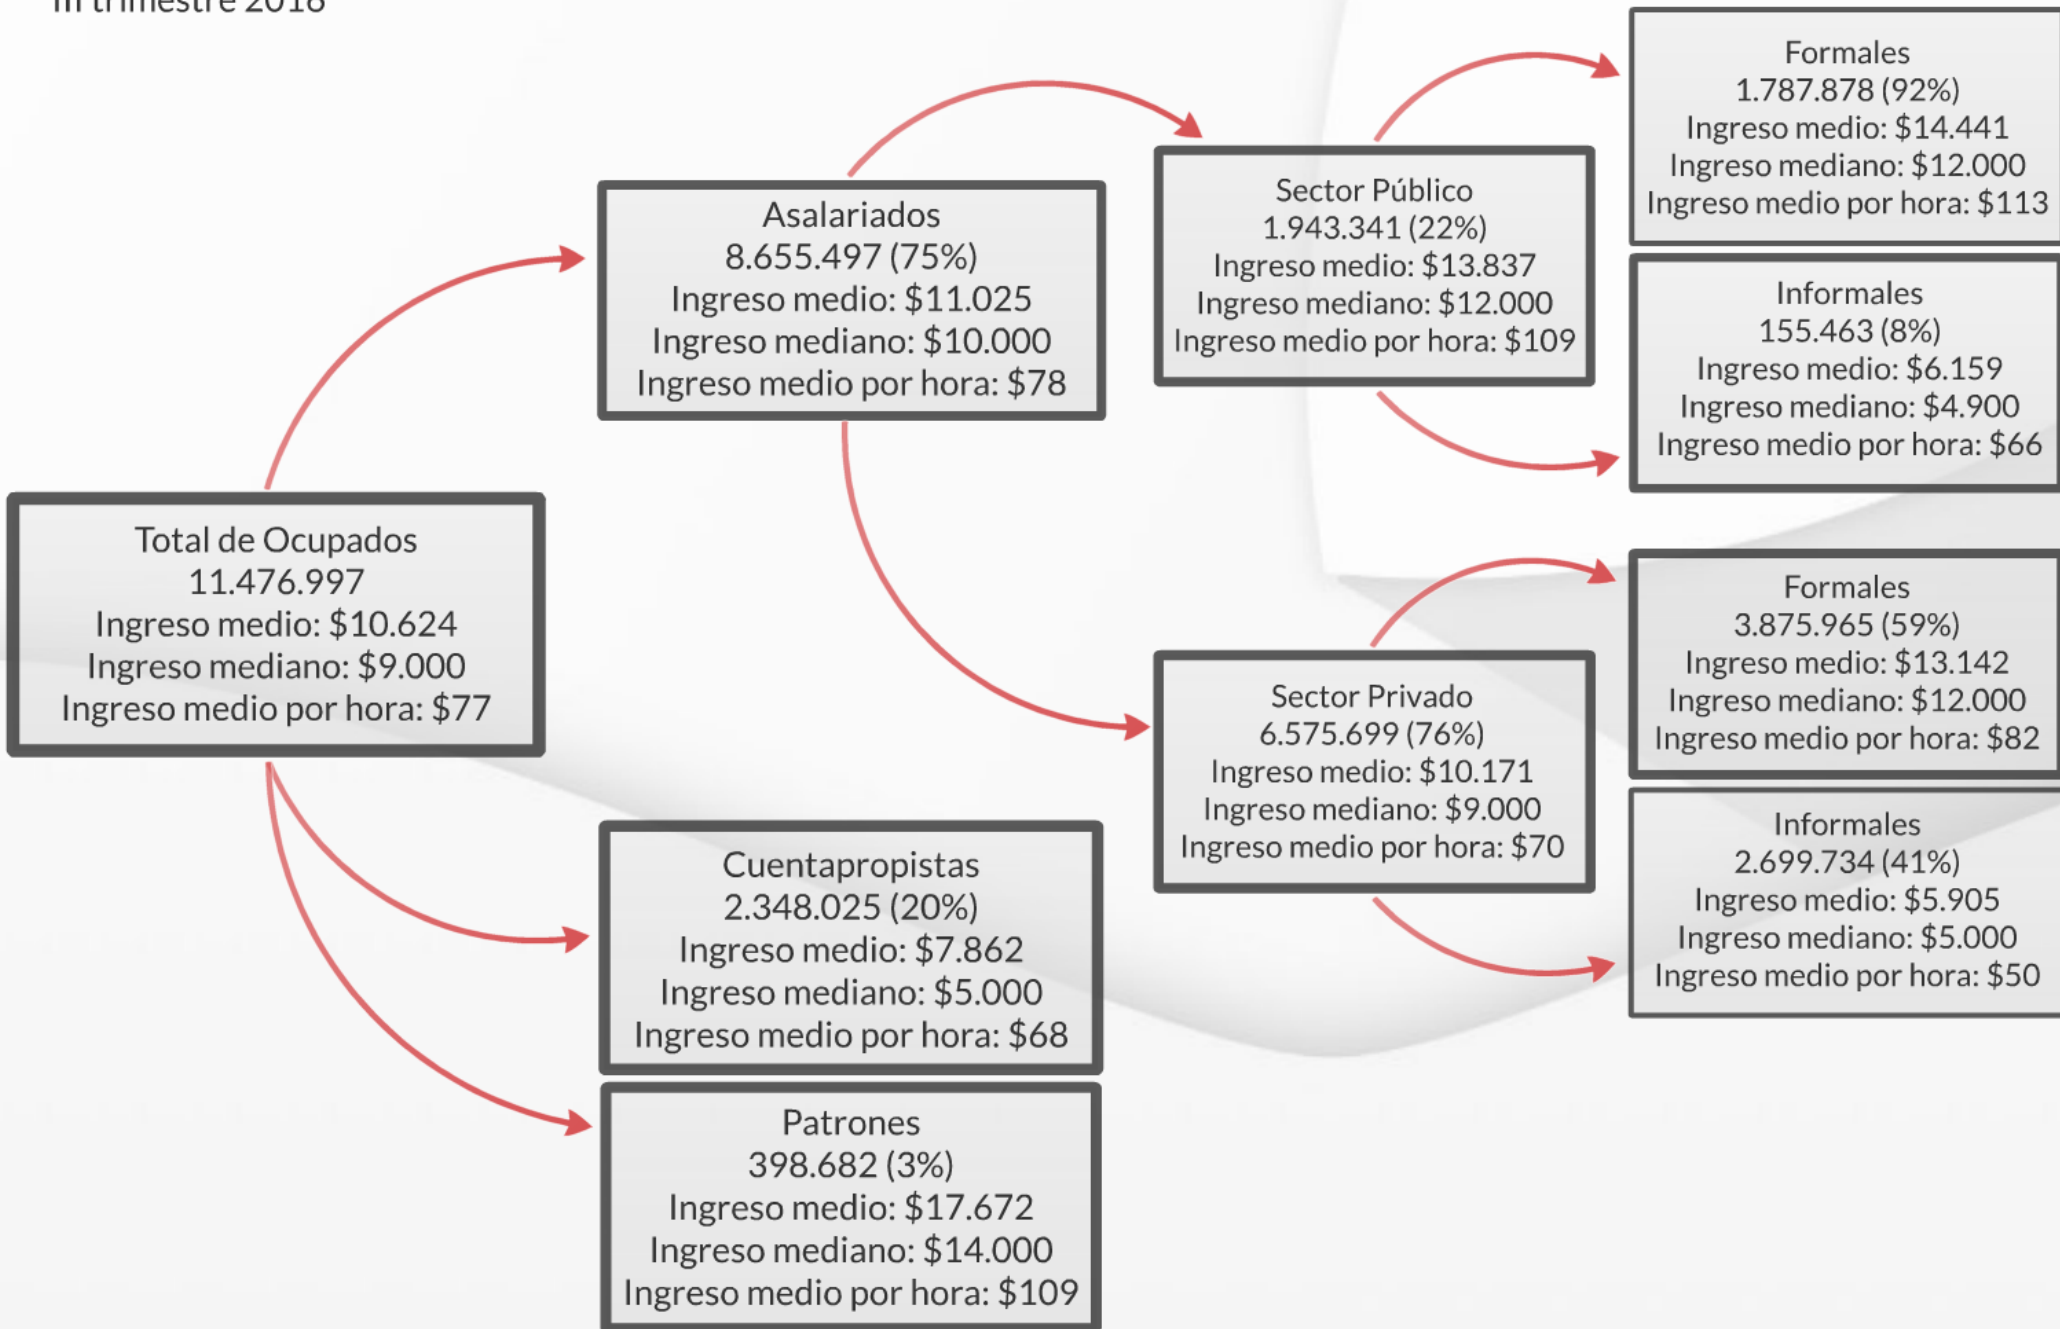 III trimestre 2016
Total de Ocupados
11.476.997
Ingreso medio: $10.624
Ingreso mediano: $9.000
Ingreso medio por hora: $77
Asalariados
8.655.497 (75%)
Ingreso medio: $11.025
Ingreso mediano: $10.000
Ingreso medio por hora: $78
Cuentapropistas
2.348.025 (20%)
Ingreso medio: $7.862
Ingreso mediano: $5.000
Ingreso medio por hora: $68
Patrones
398.682 (3%)
Ingreso medio: $17.672
Ingreso mediano: $14.000
Ingreso medio por hora: $109
Sector Público
1.943.341 (22%)
Ingreso medio: $13.837
Ingreso mediano: $12.000
Ingreso medio por hora: $109
Sector Privado
6.575.699 (76%)
Ingreso medio: $10.171
Ingreso mediano: $9.000
Ingreso medio por hora: $70
Formales
1.787.878 (92%)
Ingreso medio: $14.441
Ingreso mediano: $12.000
Ingreso medio por hora: $113
Informales
155.463 (8%)
Ingreso medio: $6.159
Ingreso mediano: $4.900
Ingreso medio por hora: $66
Formales
3.875.965 (59%)
Ingreso medio: $13.142
Ingreso mediano: $12.000
Ingreso medio por hora: $82
Informales
2.699.734 (41%)
Ingreso medio: $5.905
Ingreso mediano: $5.000
Ingreso medio por hora: $50